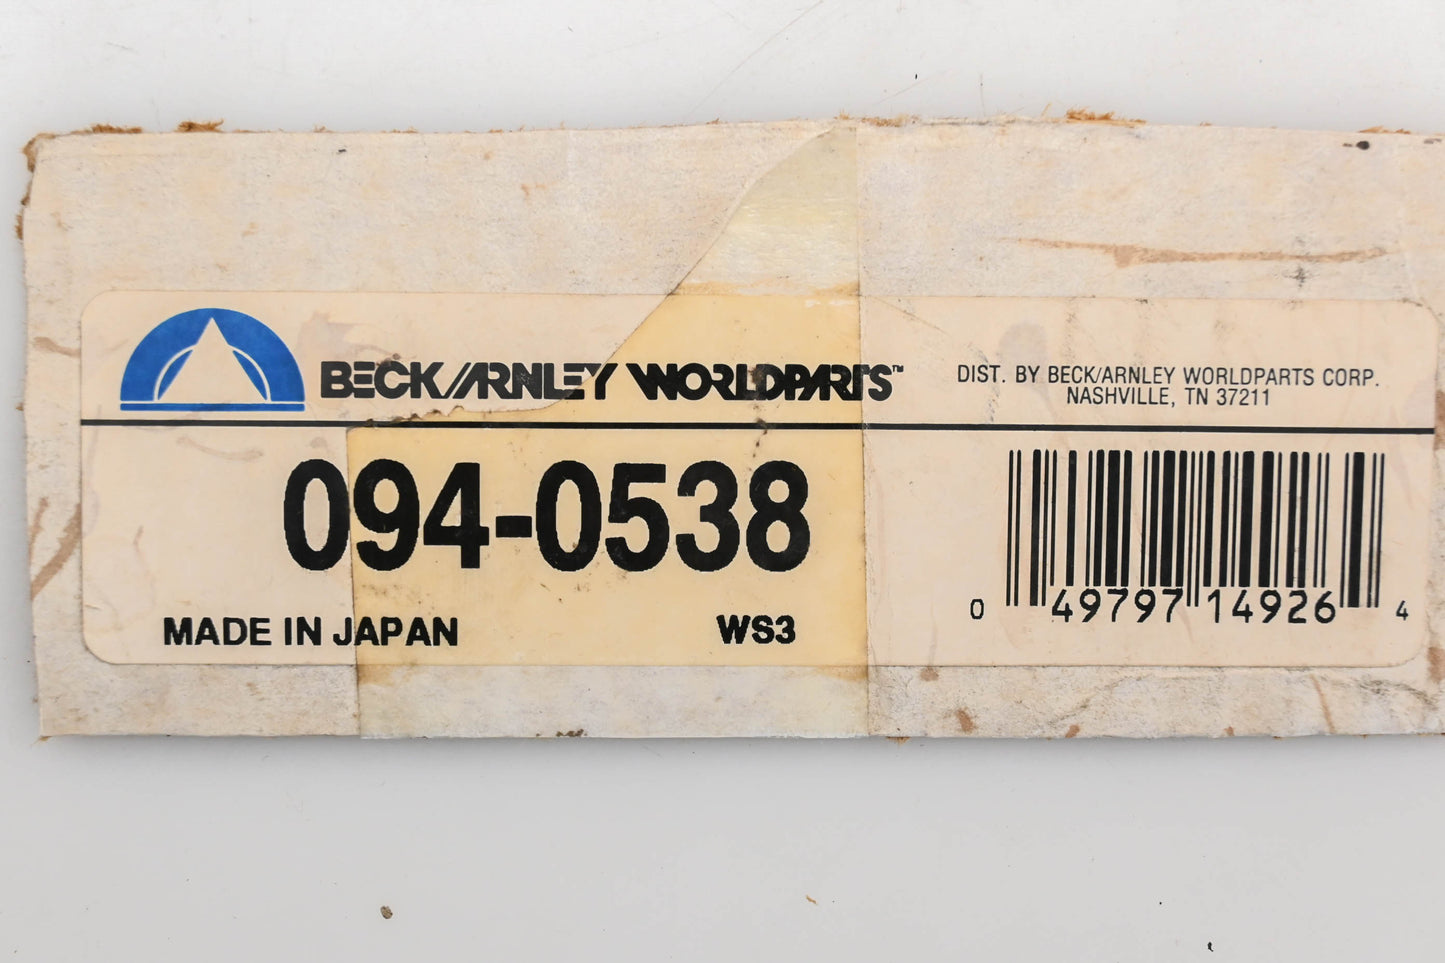 BECK/ARNLEY WORLDPARTS™
DIST. BY BECK/ARNLEY WORLDPARTS CORP.
NASHVILLE, TN 37211
094-0538
MADE IN JAPAN
WS3
0 49797 14926 4